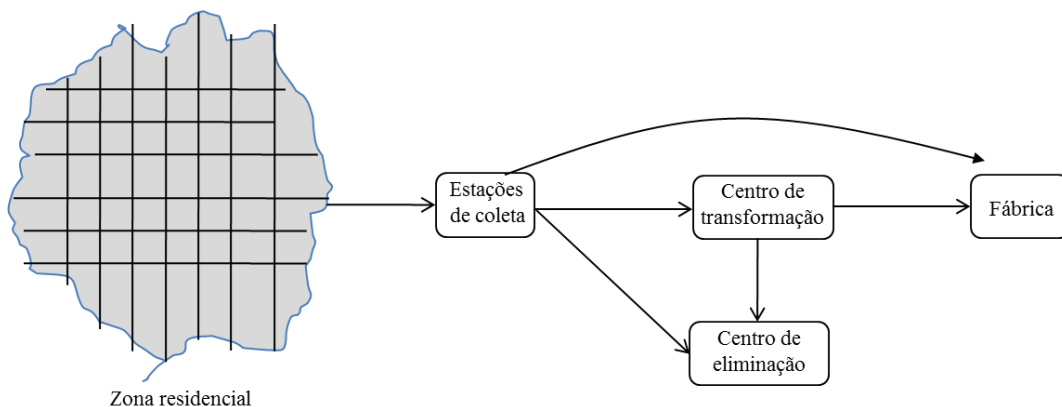 Zona residencial
Estações
de coleta
Centro de
transformação
Fábrica
Centro de
eliminação